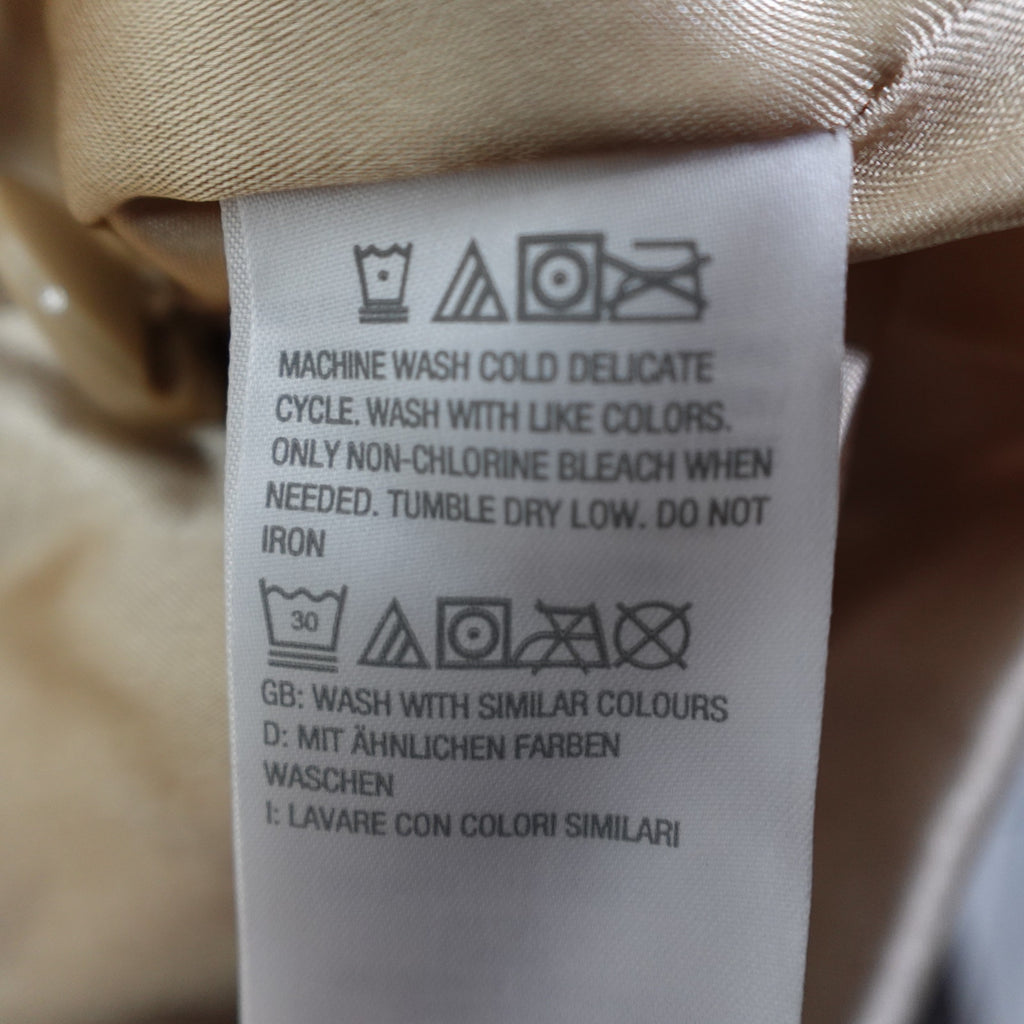 MACHINE WASH COLD DELICATE
CYCLE. WASH WITH LIKE COLORS.
ONLY NON-CHLORINE BLEACH WHEN
NEEDED. TUMBLE DRY LOW. DO NOT
IRON
30
GB: WASH WITH SIMILAR COLOURS
D: MIT ÄHNLICHEN FARBEN
WASCHEN
I: LAVARE CON COLORI SIMILARI